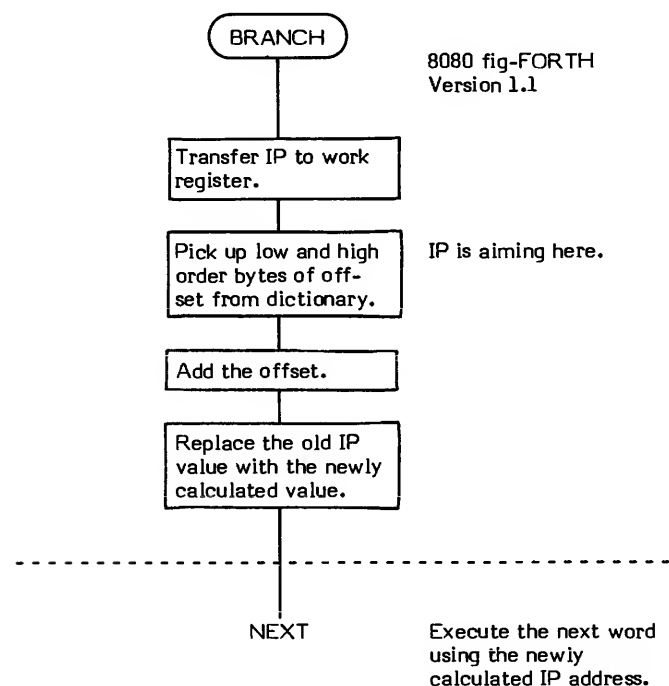 BRANCH
8080 fig-FORTH
Version 1.1
Transfer IP to work
register.
Pick up low and high
order bytes of off-
set from dictionary.
IP is aiming here.
Add the offset.
Replace the old IP
value with the newly
calculated value.
NEXT
Execute the next word
using the newly
calculated IP address.